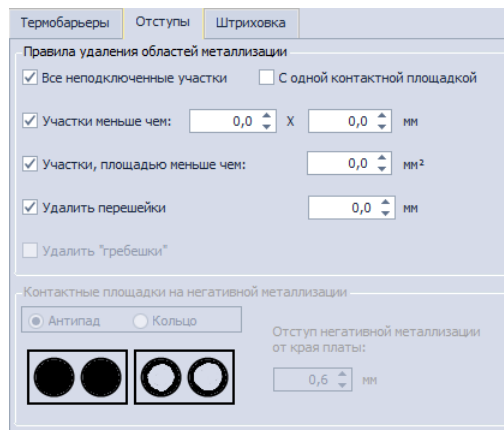 Термобарьеры Отступы Штриховка
Правила удаления областей металлизации
Все неподключенные участки С одной контактной площадкой
Участки меньше чем: 0,0 X 0,0 мм
Участки, площадью меньше чем: 0,0 мм²
Удалить перешейки 0,0 мм
Удалить "гребешки"
Контактные площадки на негативной металлизации
Антипад Кольцо
Отступ негативной металлизации
от края платы:
0,6 мм